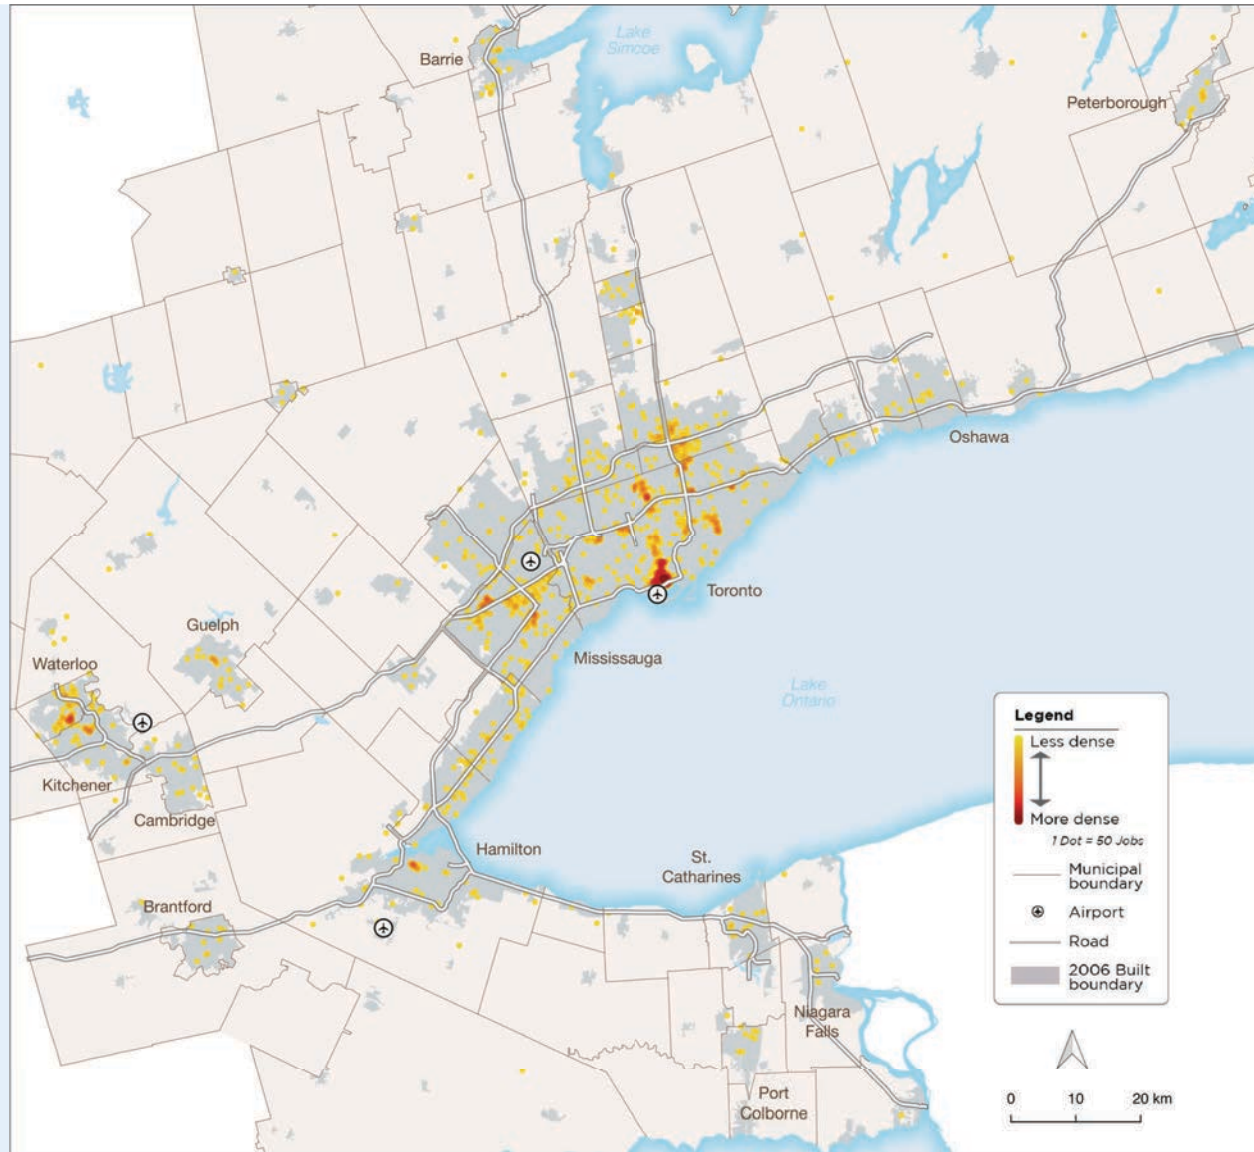 Lake
Simcoe
Barrie
Peterborough
Oshawa
Toronto
Guelph
Mississauga
Waterloo
Lake
Ontario
Kitchener
Cambridge
Hamilton
St.
Catharines
Brantford
Niagara
Falls
Port
Colborne
Legend
Less dense
More dense
1 Dot = 50 Jobs
Municipal
boundary
Airport
Road
2006 Built
boundary
0 10 20 km